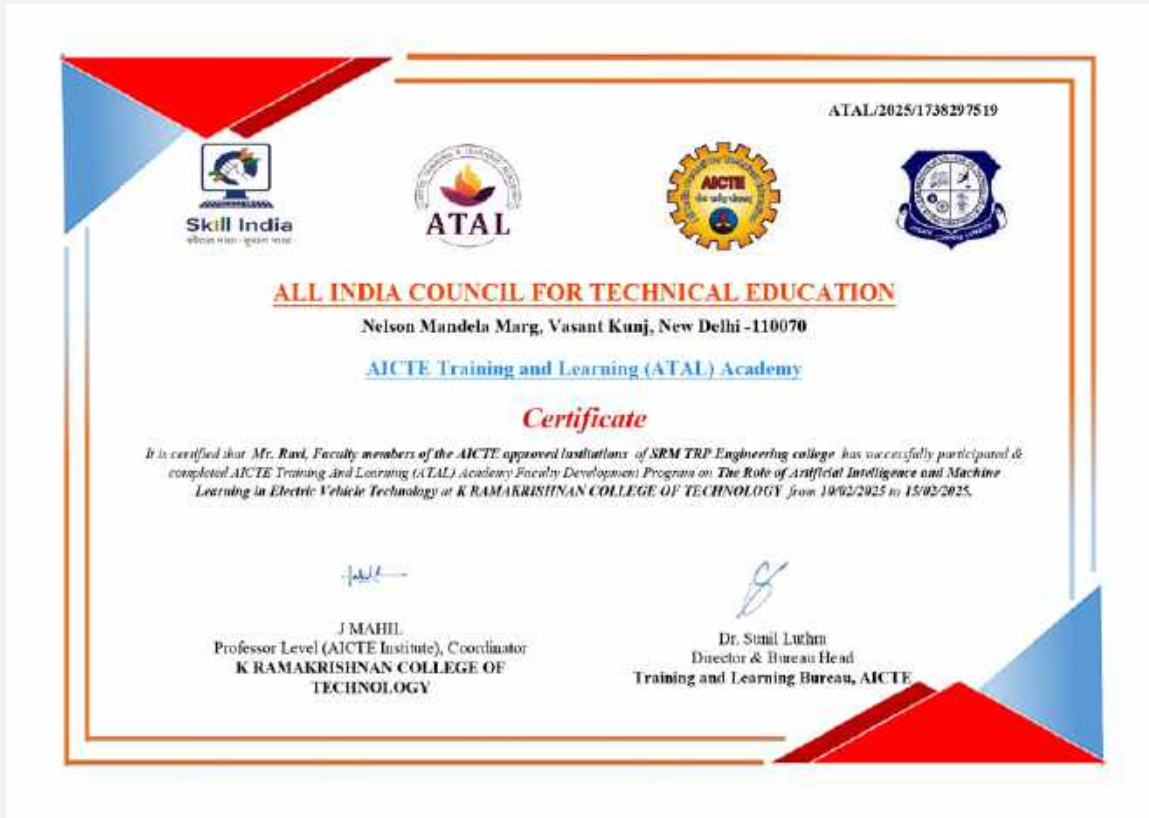 ATAL/2025/1738297519
Skill India
ATAL
AICTE
ALL INDIA COUNCIL FOR TECHNICAL EDUCATION
Nelson Mandela Marg, Vasant Kunj, New Delhi -110070
AICTE Training and Learning (ATAL) Academy
Certificate
It is certified that Mr. Ravi, Faculty members of the AICTE approved institutions of SRM TRP Engineering college has successfully participated &
completed AICTE Training And Learning (ATAL) Academy Faculty Development Program on The Role of Artificial Intelligence and Machine
Learning in Electric Vehicle Technology at K RAMAKRISHNAN COLLEGE OF TECHNOLOGY from 10/02/2025 to 15/02/2025.
J MAHIL
Professor Level (AICTE Institute), Coordinator
K RAMAKRISHNAN COLLEGE OF
TECHNOLOGY
Dr. Sunil Luthra
Director & Bureau Head
Training and Learning Bureau, AICTE